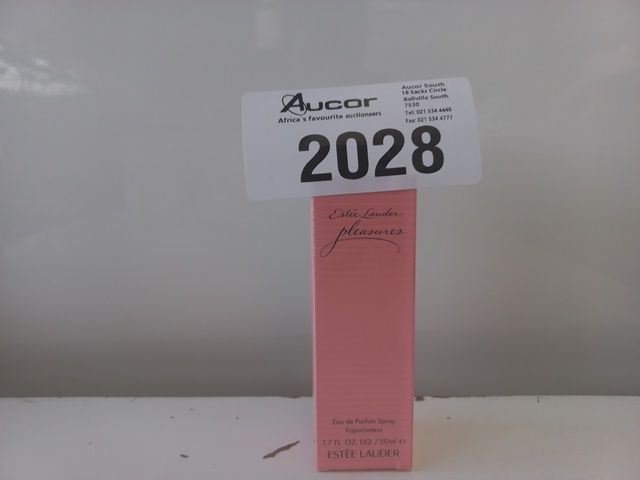 Aucor
Africa's favourite auctioneers
Aucor South
18 Sacks Circle
Bellville South
7530
Tel: 021 534 4446
Fax: 021 534 4777
2028
Estée Lauder
pleasures
Eau de Parfum Spray
Vaporisateur
1.7 FL. OZ. LIQ / 50 ml e
ESTĒE LAUDER